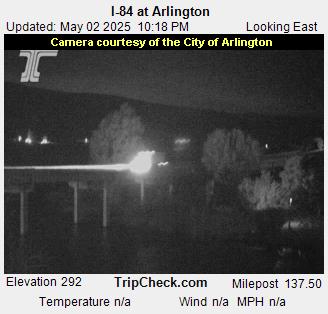 I-84 at Arlington
Updated: May 02 2025 10:18 PM Looking East
Camera courtesy of the City of Arlington
Elevation 292 TripCheck.com Milepost 137.50
Temperature n/a Wind n/a MPH n/a